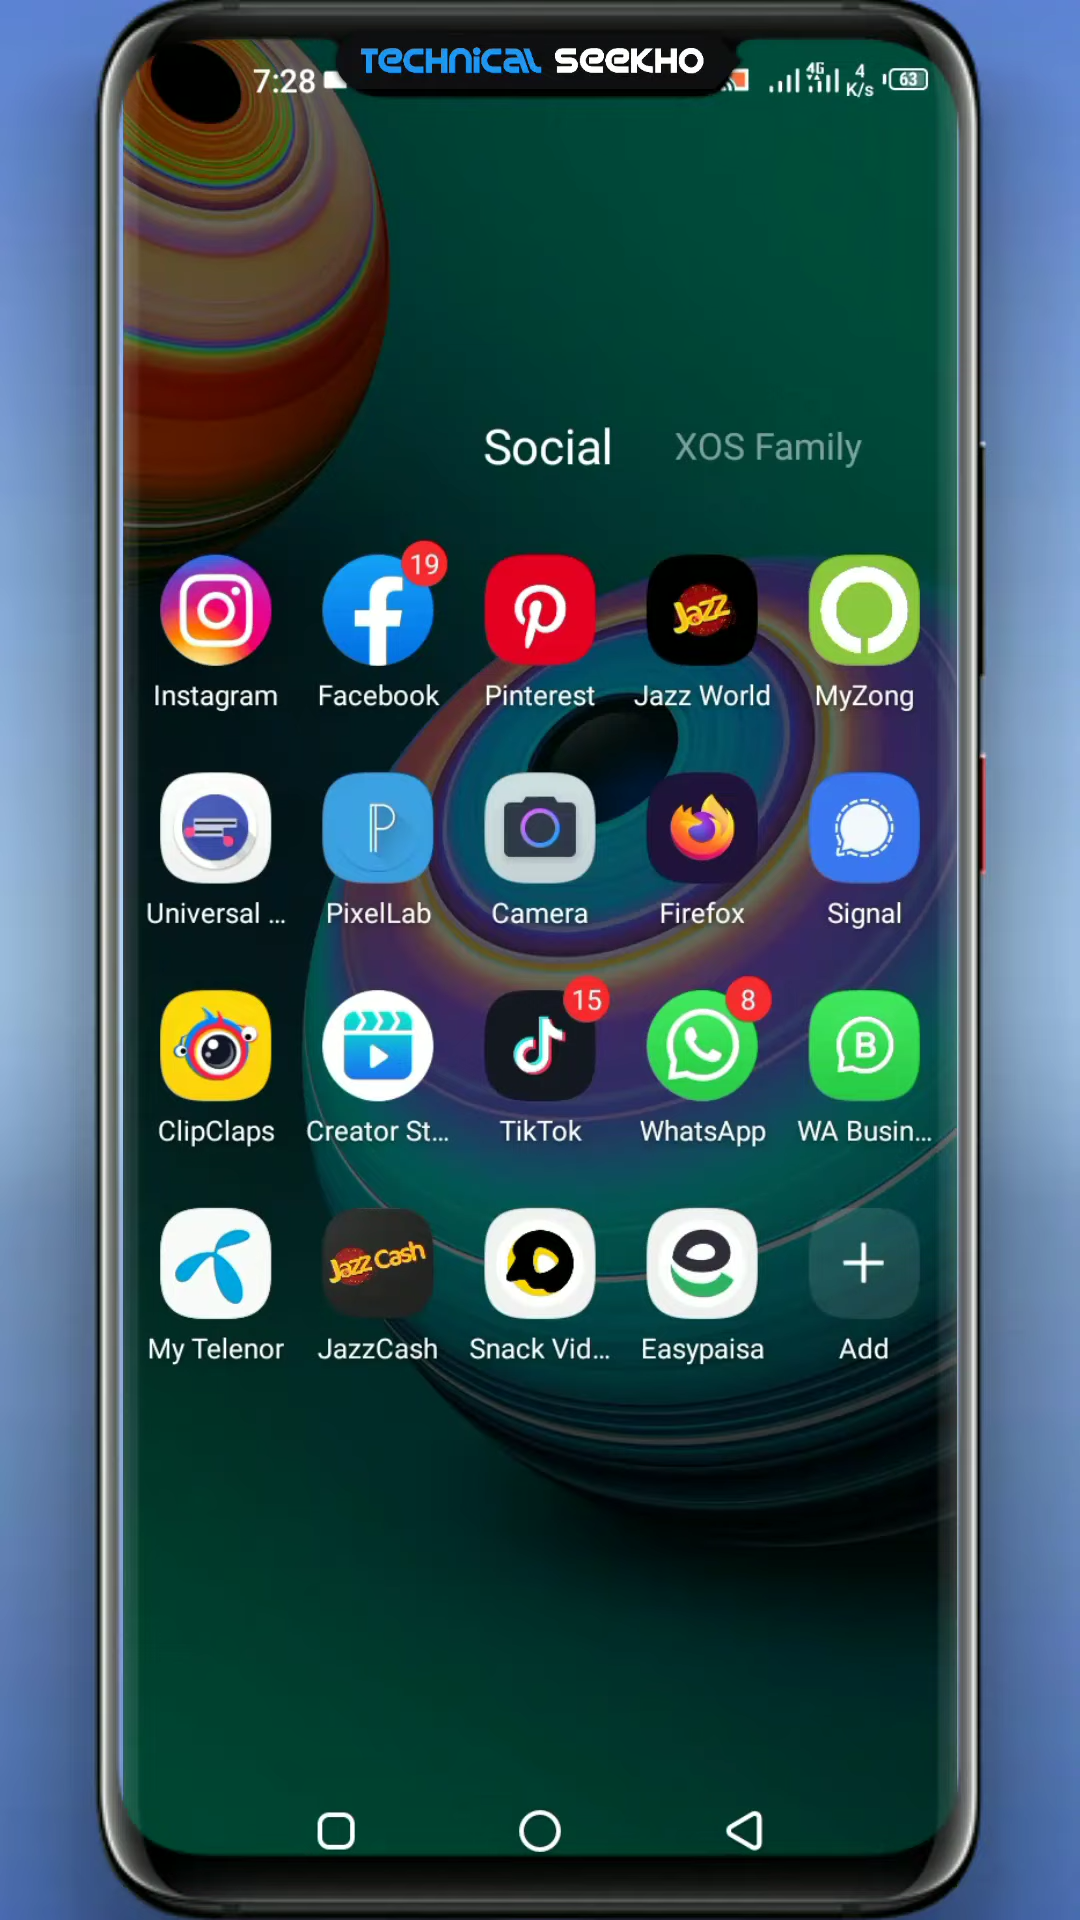 TECHNICAL SEEKHO
7:28
4G
4
K/s
63
Social
XOS Family
19
Instagram
Facebook
Pinterest
Jazz
Jazz World
MyZong
Universal ...
PixelLab
Camera
Firefox
Signal
15
8
B
ClipClaps
Creator St...
TikTok
WhatsApp
WA Busin...
Jazz Cash
My Telenor
JazzCash
Snack Vid...
Easypaisa
Add